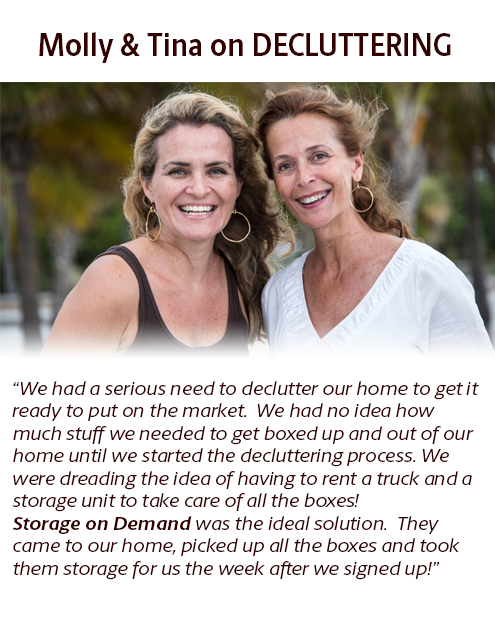 Molly & Tina on DECLUTTERING
“We had a serious need to declutter our home to get it
ready to put on the market.  We had no idea how
much stuff we needed to get boxed up and out of our
home until we started the decluttering process. We
were dreading the idea of having to rent a truck and a
storage unit to take care of all the boxes!
Storage on Demand was the ideal solution.  They
came to our home, picked up all the boxes and took
them storage for us the week after we signed up!”